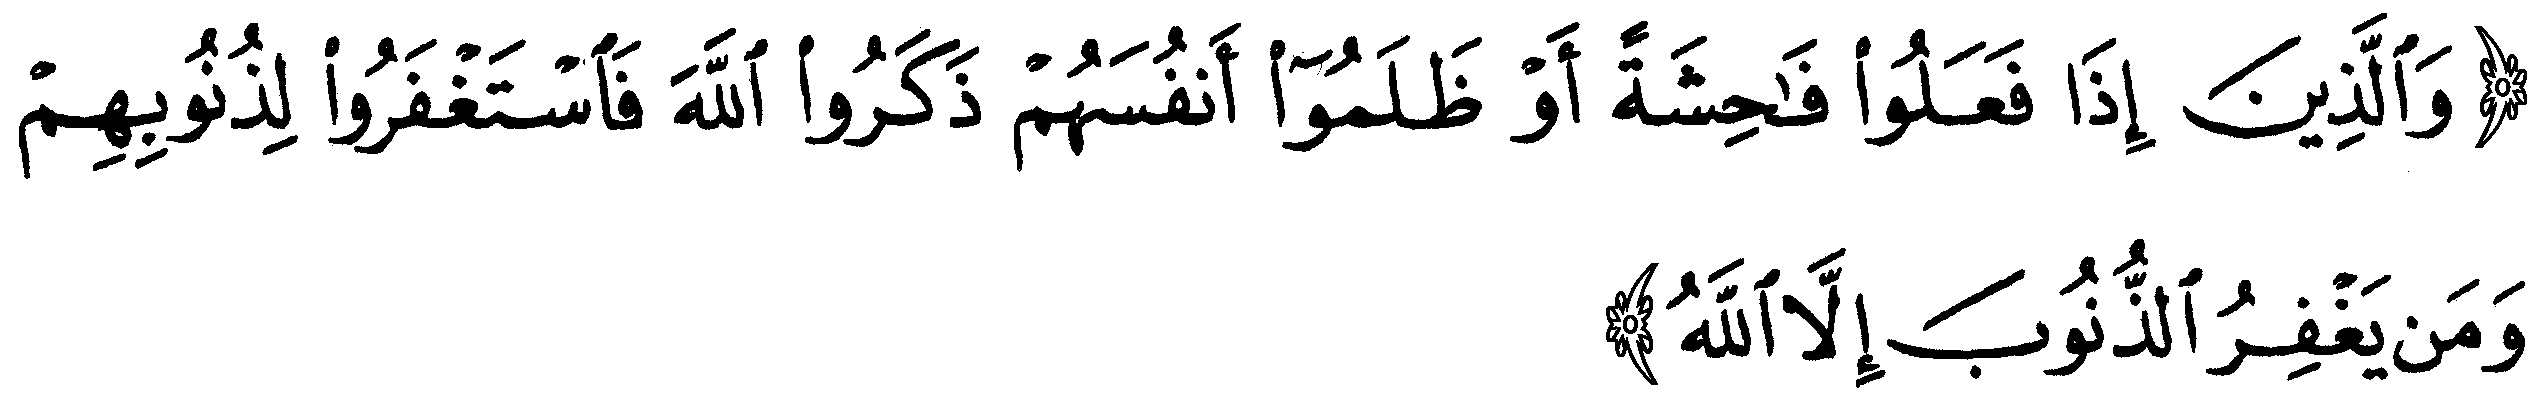 ﴿ وَٱلَّذِينَ إِذَا فَعَلُوا۟ فَـٰحِشَةً أَوْ ظَلَمُوٓا۟ أَنفُسَهُمْ ذَكَرُوا۟ ٱللَّهَ فَٱسْتَغْفَرُوا۟ لِذُنُوبِهِمْ
وَمَن يَغْفِرُ ٱلذُّنُوبَ إِلَّا ٱللَّهُ ﴾